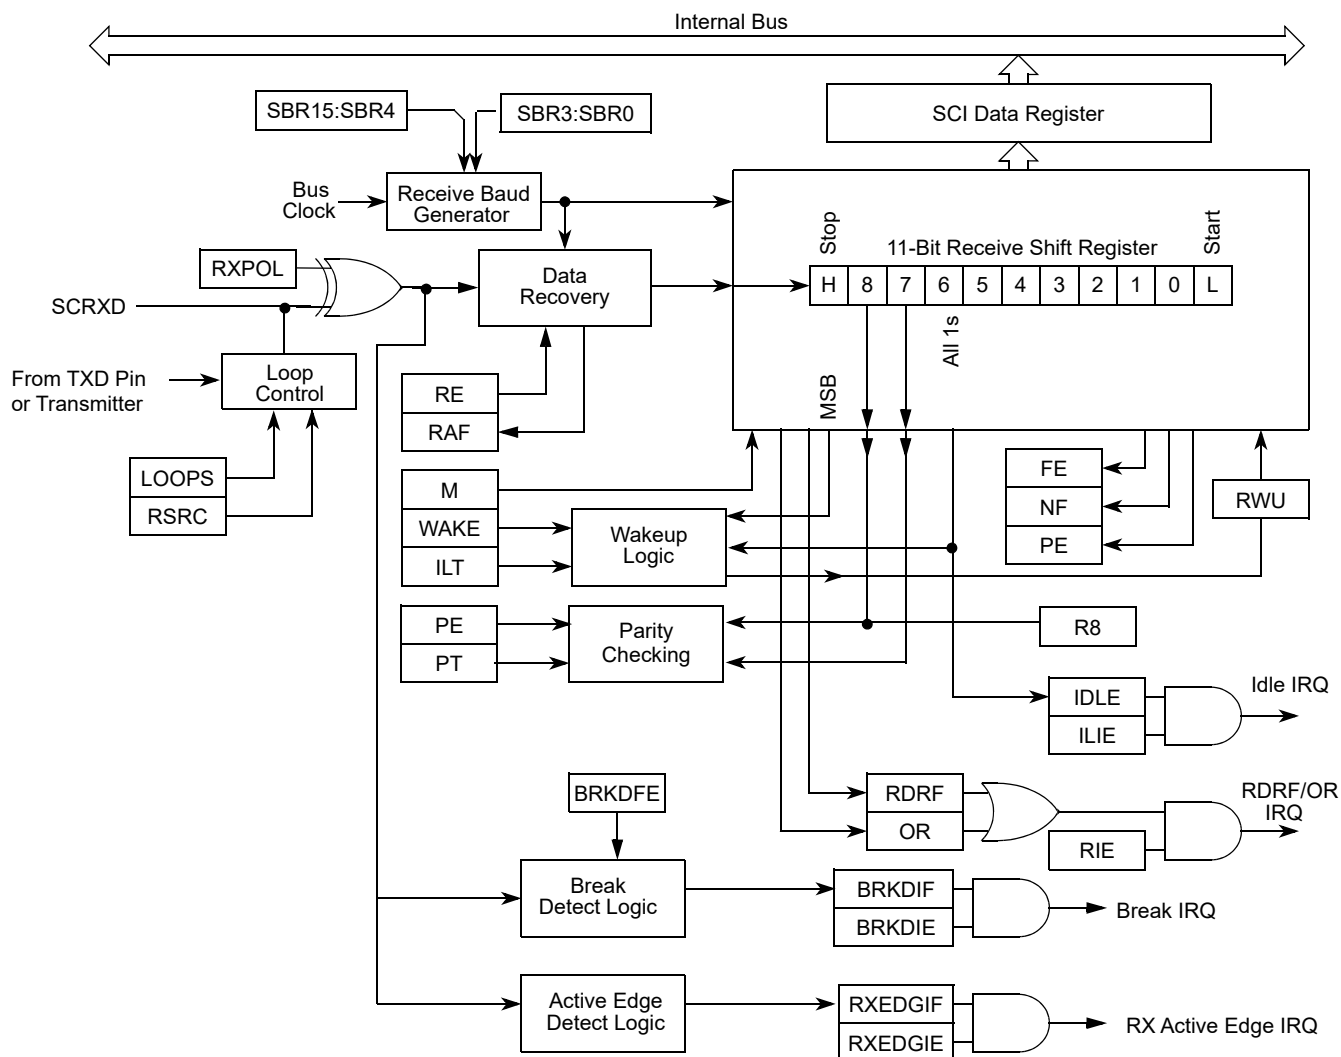 Internal Bus
SBR15:SBR4
SBR3:SBR0
SCI Data Register
Bus
Clock
Receive Baud
Generator
RXPOL
Data
Recovery
Stop
11-Bit Receive Shift Register
Start
H 8 7 6 5 4 3 2 1 0 L
All 1s
MSB
SCRXD
From TXD Pin
or Transmitter
Loop
Control
RE
RAF
LOOPS
RSRC
M
WAKE
ILT
Wakeup
Logic
FE
NF
PE
RWU
PE
PT
Parity
Checking
R8
IDLE
ILIE
Idle IRQ
BRKDFE
RDRF
OR
RIE
RDRF/OR
IRQ
Break
Detect Logic
BRKDIF
BRKDIE
Break IRQ
Active Edge
Detect Logic
RXEDGIF
RXEDGIE
RX Active Edge IRQ